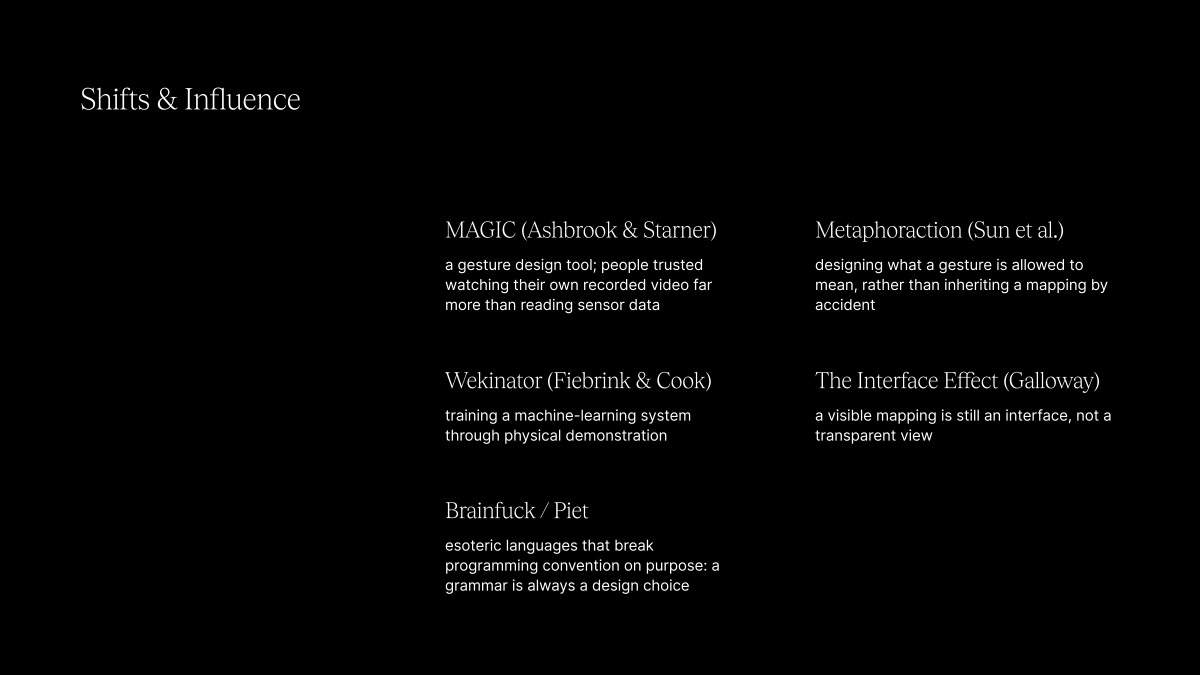 Shifts & Influence
MAGIC (Ashbrook & Starner)
a gesture design tool; people trusted
watching their own recorded video far
more than reading sensor data
Metaphoraction (Sun et al.)
designing what a gesture is allowed to
mean, rather than inheriting a mapping by
accident
Wekinator (Fiebrink & Cook)
training a machine-learning system
through physical demonstration
The Interface Effect (Galloway)
a visible mapping is still an interface, not a
transparent view
Brainfuck / Piet
esoteric languages that break
programming convention on purpose: a
grammar is always a design choice